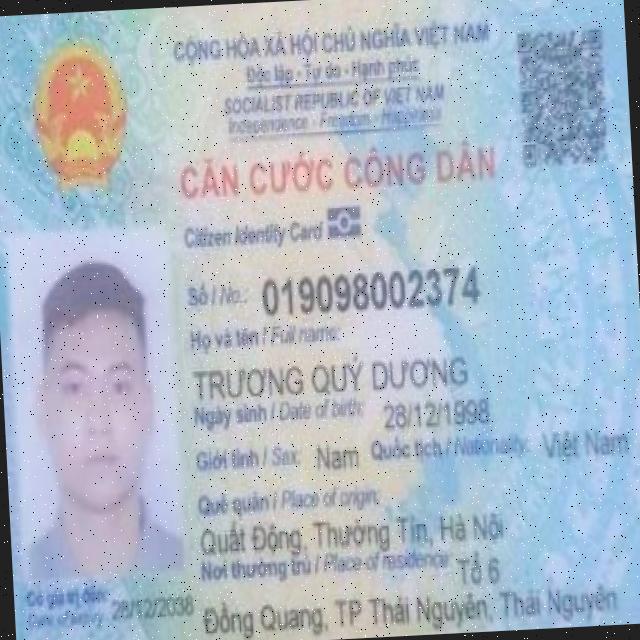 CỘNG HÒA XÃ HỘI CHỦ NGHĨA VIỆT NAM
Độc lập - Tự do - Hạnh phúc
SOCIALIST REPUBLIC OF VIET NAM
Independence - Freedom - Happiness
CĂN CƯỚC CÔNG DÂN
Citizen Identity Card
Số / No.: 019098002374
Họ và tên / Full name:
TRƯƠNG QUÝ DƯƠNG
Ngày sinh / Date of birth: 28/12/1998
Giới tính / Sex: Nam Quốc tịch / Nationality: Việt Nam
Quê quán / Place of origin:
Quất Động, Thường Tín, Hà Nội
Nơi thường trú / Place of residence: Tổ 6
Đồng Quang, TP Thái Nguyên, Thái Nguyên
Có giá trị đến: 28/12/2038
Date of expiry